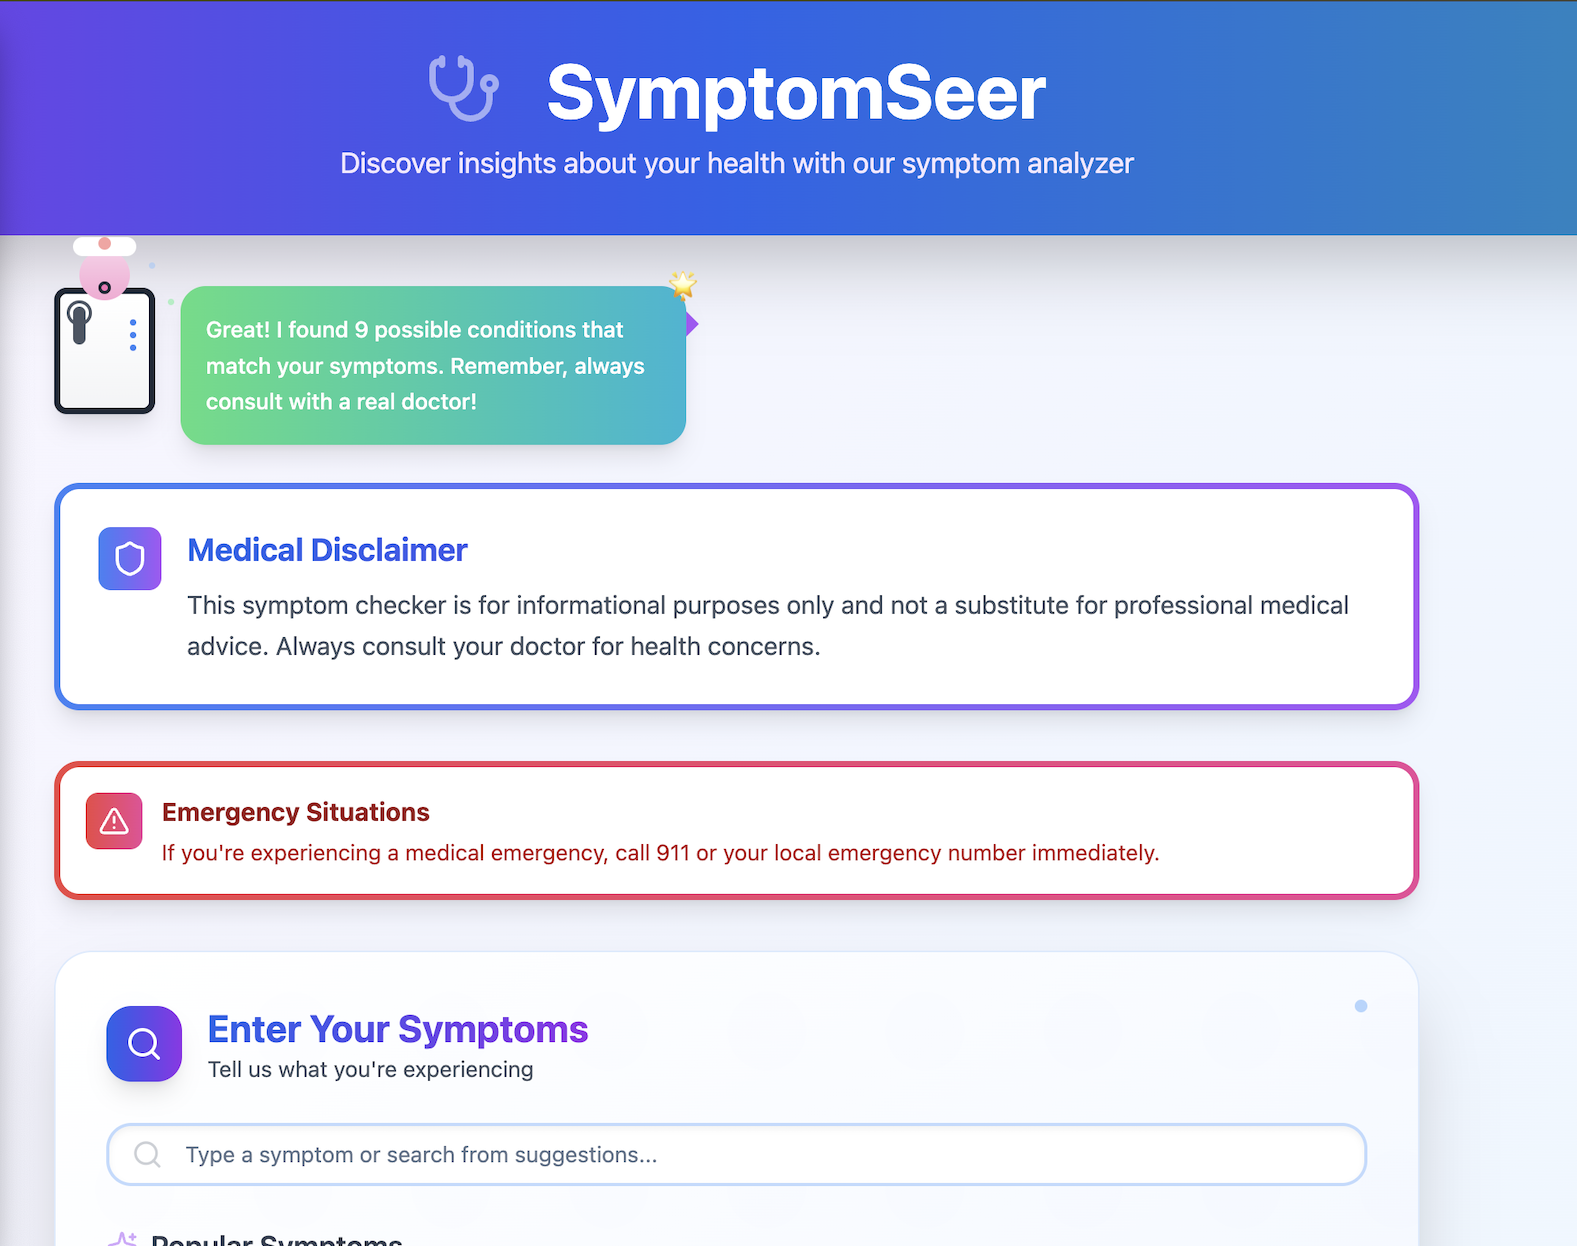 SymptomSeer
Discover insights about your health with our symptom analyzer
Great! I found 9 possible conditions that
match your symptoms. Remember, always
consult with a real doctor!
Medical Disclaimer
This symptom checker is for informational purposes only and not a substitute for professional medical
advice. Always consult your doctor for health concerns.
Emergency Situations
If you're experiencing a medical emergency, call 911 or your local emergency number immediately.
Enter Your Symptoms
Tell us what you're experiencing
Type a symptom or search from suggestions...
Popular Symptoms